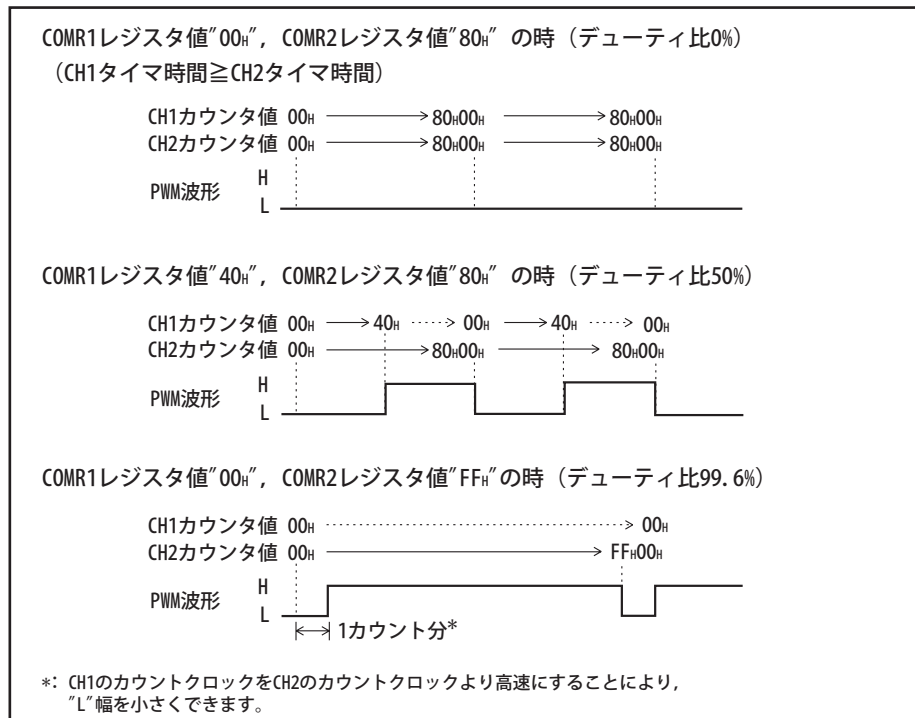 COMR1レジスタ値"00H", COMR2レジスタ値"80H" の時（デューティ比0%）
（CH1タイマ時間≧CH2タイマ時間）
CH1カウンタ値 00H 80H00H 80H00H
CH2カウンタ値 00H 80H00H 80H00H
PWM波形 H
L
COMR1レジスタ値"40H", COMR2レジスタ値"80H" の時（デューティ比50%）
CH1カウンタ値 00H 40H 00H 40H 00H
CH2カウンタ値 00H 80H00H 80H00H
PWM波形 H
L
COMR1レジスタ値"00H", COMR2レジスタ値"FFH"の時（デューティ比99.6%）
CH1カウンタ値 00H 00H
CH2カウンタ値 00H FFH00H
PWM波形 H
L
1カウント分*
*: CH1のカウントクロックをCH2のカウントクロックより高速にすることにより,
"L"幅を小さくできます。